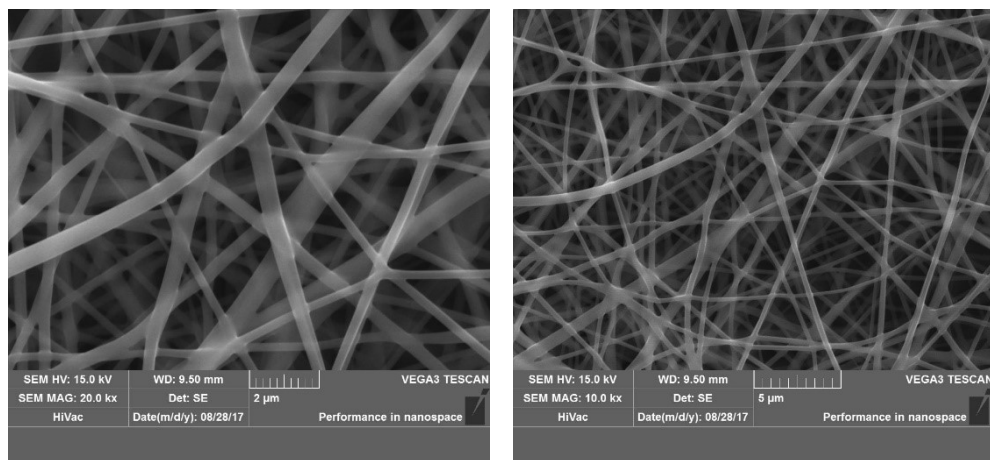 SEM HV: 15.0 kV WD: 9.50 mm VEGA3 TESCAN
SEM MAG: 20.0 kx Det: SE 2 µm
HiVac Date(m/d/y): 08/28/17 Performance in nanospace
SEM HV: 15.0 kV WD: 9.50 mm VEGA3 TESCAN
SEM MAG: 10.0 kx Det: SE 5 µm
HiVac Date(m/d/y): 08/28/17 Performance in nanospace